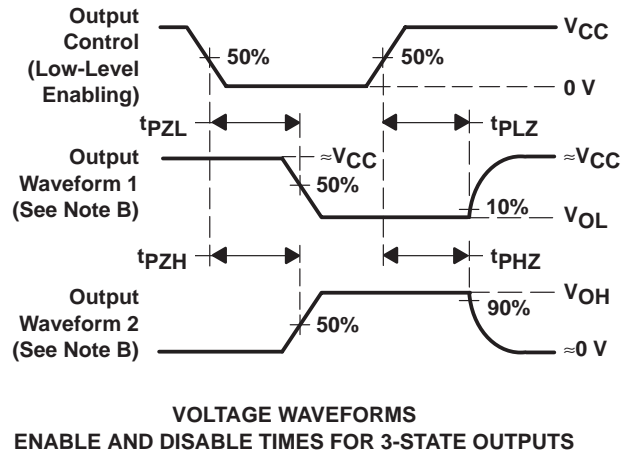 Output
Control
(Low-Level
Enabling)
50%
50%
VCC
0 V
tPZL
tPLZ
Output
Waveform 1
(See Note B)
≈VCC
50%
10%
≈VCC
VOL
tPZH
tPHZ
Output
Waveform 2
(See Note B)
50%
90%
VOH
≈0 V
VOLTAGE WAVEFORMS
ENABLE AND DISABLE TIMES FOR 3-STATE OUTPUTS